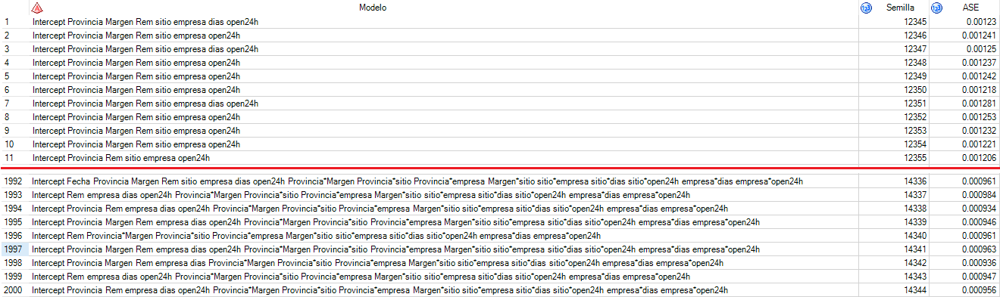 Modelo Semilla ASE
1 Intercept Provincia Margen Rem sitio empresa dias open24h 12345 0.00123
2 Intercept Provincia Margen Rem sitio empresa open24h 12346 0.001241
3 Intercept Provincia Margen Rem sitio empresa dias open24h 12347 0.00125
4 Intercept Provincia Margen Rem sitio empresa open24h 12348 0.001237
5 Intercept Provincia Margen Rem sitio empresa open24h 12349 0.001242
6 Intercept Provincia Margen Rem sitio empresa open24h 12350 0.001218
7 Intercept Provincia Margen Rem sitio empresa dias open24h 12351 0.001281
8 Intercept Provincia Margen Rem sitio empresa open24h 12352 0.001253
9 Intercept Provincia Margen Rem sitio empresa open24h 12353 0.001232
10 Intercept Provincia Margen Rem sitio empresa open24h 12354 0.001221
11 Intercept Provincia Rem sitio empresa open24h 12355 0.001206
1992 Intercept Fecha Provincia Margen Rem sitio empresa dias open24h Provincia*Margen Provincia*sitio Provincia*empresa Margen*sitio sitio*empresa sitio*dias sitio*open24h empresa*dias empresa*open24h 14336 0.000961
1993 Intercept Rem empresa dias open24h Provincia*Margen Provincia*sitio Provincia*empresa Margen*sitio sitio*empresa sitio*dias sitio*open24h empresa*dias empresa*open24h 14337 0.000984
1994 Intercept Provincia Rem empresa dias open24h Provincia*Margen Provincia*sitio Provincia*empresa Margen*sitio sitio*empresa sitio*dias sitio*open24h empresa*dias empresa*open24h 14338 0.000934
1995 Intercept Provincia Margen Rem empresa dias open24h Provincia*Margen Provincia*sitio Provincia*empresa Margen*sitio sitio*empresa sitio*dias sitio*open24h empresa*dias empresa*open24h 14339 0.000946
1996 Intercept Rem Provincia*Margen Provincia*sitio Provincia*empresa Margen*sitio sitio*empresa sitio*dias sitio*open24h empresa*dias empresa*open24h 14340 0.000961
1997 Intercept Provincia Margen Rem empresa dias open24h Provincia*Margen Provincia*sitio Provincia*empresa Margen*sitio sitio*empresa sitio*dias sitio*open24h empresa*dias empresa*open24h 14341 0.000963
1998 Intercept Provincia Margen Rem empresa dias Provincia*Margen Provincia*sitio Provincia*empresa Margen*sitio sitio*empresa sitio*dias sitio*open24h empresa*dias empresa*open24h 14342 0.000936
1999 Intercept Rem empresa dias open24h Provincia*Margen Provincia*sitio Provincia*empresa Margen*sitio sitio*empresa sitio*dias sitio*open24h empresa*dias empresa*open24h 14343 0.000947
2000 Intercept Provincia Rem empresa dias open24h Provincia*Margen Provincia*sitio Provincia*empresa Margen*sitio sitio*empresa sitio*dias sitio*open24h empresa*dias empresa*open24h 14344 0.000956